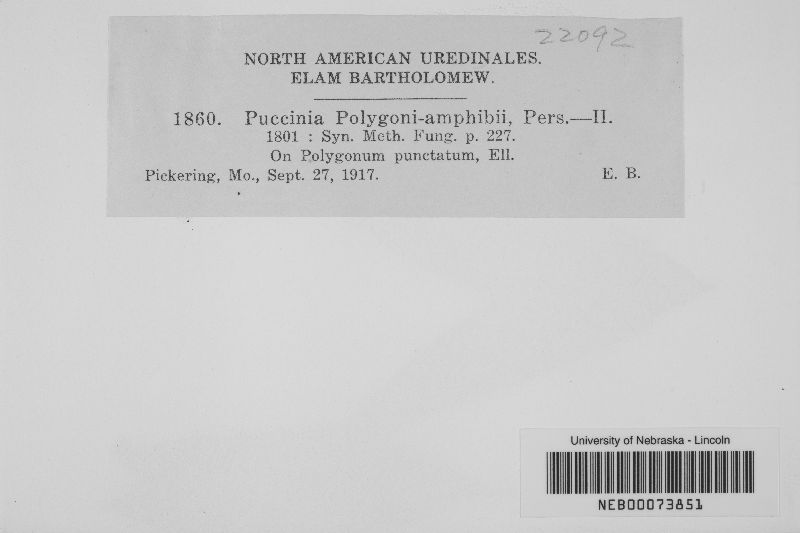 22092
NORTH AMERICAN UREDINALES.
ELAM BARTHOLOMEW.
1860. Puccinia Polygoni-amphibii, Pers.—II.
1801 : Syn. Meth. Fung. p. 227.
On Polygonum punctatum, Ell.
Pickering, Mo., Sept. 27, 1917. E. B.
University of Nebraska - Lincoln
NEB00073851